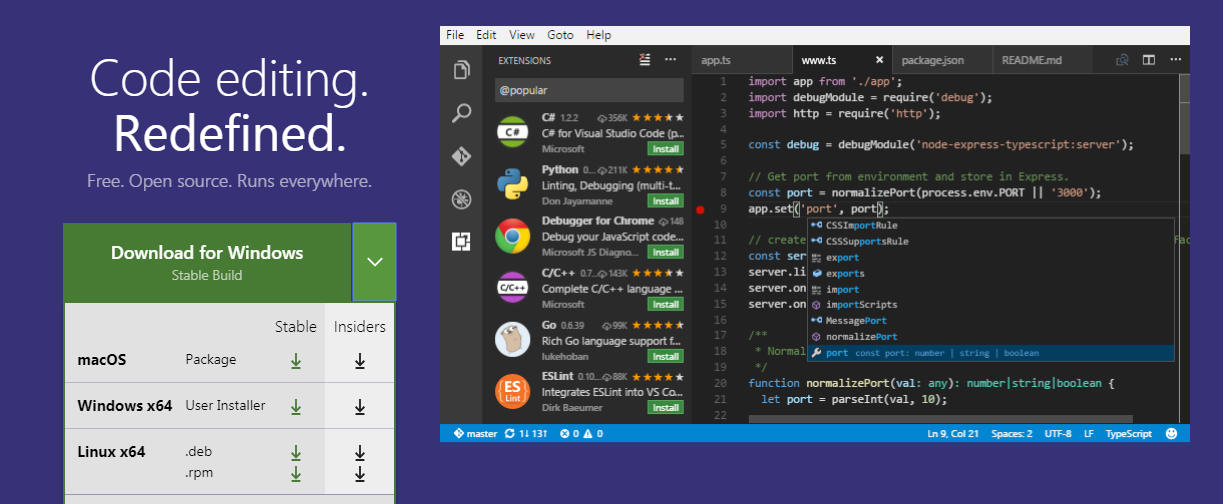 Code editing.
Redefined.
Free. Open source. Runs everywhere.
Download for Windows
Stable Build
Stable Insiders
macOS Package
Windows x64 User Installer
Linux x64 .deb
.rpm
File Edit View Goto Help
EXTENSIONS
@popular
C# 1.2.2 356K
C# for Visual Studio Code (p...
Microsoft Install
Python 0.... 211K
Linting, Debugging (multi-t...
Don Jayamanne Install
Debugger for Chrome 148
Debug your JavaScript code...
Microsoft JS Diagno... Install
C/C++ 0.7... 143K
Complete C/C++ language ...
Microsoft Install
Go 0.6.39 99K
Rich Go language support f...
lukehoban Install
ESLint 0.10... 88K
Integrates ESLint into VS Co...
Dirk Baeumer Install
C#
C/C++
ES
Lint
app.ts www.ts package.json README.md
1 import app from './app';
2 import debugModule = require('debug');
3 import http = require('http');
4
5 const debug = debugModule('node-express-typescript:server');
6
7 // Get port from environment and store in Express.
8 const port = normalizePort(process.env.PORT || '3000');
9 app.set('port', port);
10
11 // create
12 const ser
13 server.li
14 server.on
15 server.on
16
17 /**
18 * Normal
19 */
20 function normalizePort(val: any): number|string|boolean {
21 let port = parseInt(val, 10);
22
CSSImportRule
CSSSupportsRule
export
exports
import
importScripts
MessagePort
normalizePort
port const port: number | string | boolean
master 1↓ 13↑ 0 0
Ln 9, Col 21 Spaces: 2 UTF-8 LF TypeScript